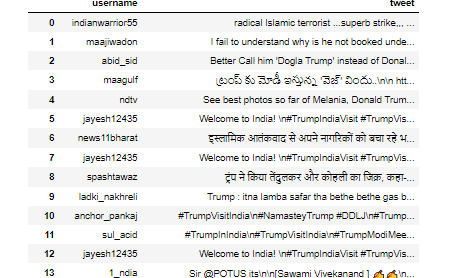 username tweet
0 indianwarrior55 radical Islamic terrorist ...superb strike,,, ...
1 maajiwadon I fail to understand why is he not booked unde...
2 abid_sid Better Call him 'Dogla Trump' instead of Donal...
3 maagulf ట్రంప్ కు మోడీ ఇస్తున్న 'వెజ్' విందు..\n\n htt...
4 ndtv See best photos so far of Melania, Donald Trum...
5 jayesh12435 Welcome to India! \n#TrumpIndiaVisit #TrumpVis...
6 news11bharat इस्लामिक आतंकवाद से अपने नागरिकों को बचा रहे भ...
7 jayesh12435 Welcome to India! \n#TrumpIndiaVisit #TrumpVis...
8 spashtawaz ट्रंप ने किया तेंदुलकर और कोहली का जिक्र, कहा-...
9 ladki_nakhreli Trump : itna lamba safar tha bethe bethe gas b...
10 anchor_pankaj #TrumpVisitIndia\n#NamasteyTrump #DDLJ\n#Trump...
11 sul_acid #TrumpInIndia\n#TrumpVisitIndia\n#TrumpModiMee...
12 jayesh12435 Welcome to India! \n#TrumpIndiaVisit #TrumpVis...
13 1_ndia Sir @POTUS its\n\n[Sawami Vivekanand ] ✍✍\n...